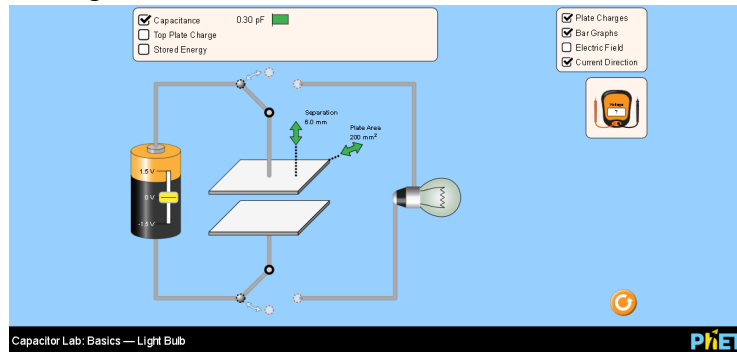 Capacitance 0.30 pF
Top Plate Charge
Stored Energy
Plate Charges
Bar Graphs
Electric Field
Current Direction
Voltage
?
Separation
6.0 mm
Plate Area
200 mm²
1.5 V
0 V
-1.5 V
Capacitor Lab: Basics — Light Bulb
PhET